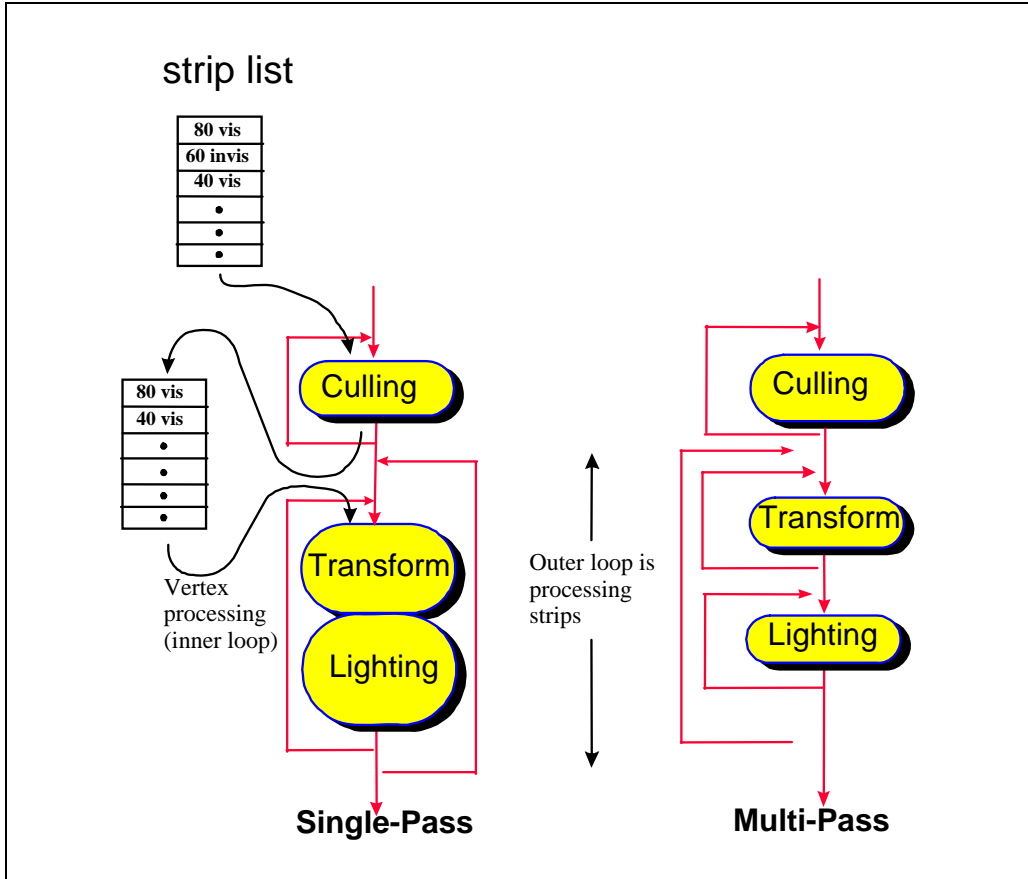 strip list
80 vis
60 invis
40 vis
80 vis
40 vis
Vertex
processing
(inner loop)
Culling
Transform
Lighting
Single-Pass
Outer loop is
processing
strips
Culling
Transform
Lighting
Multi-Pass